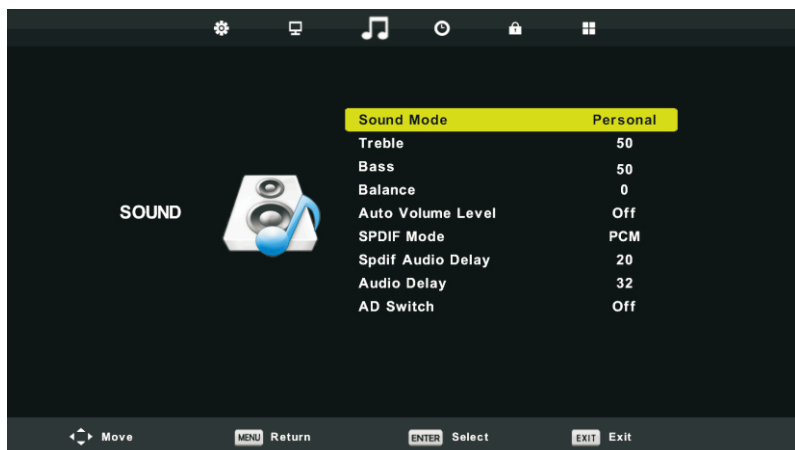 Sound Mode Personal
Treble 50
Bass 50
Balance 0
SOUND
Auto Volume Level Off
SPDIF Mode PCM
Spdif Audio Delay 20
Audio Delay 32
AD Switch Off
Move MENU Return ENTER Select EXIT Exit